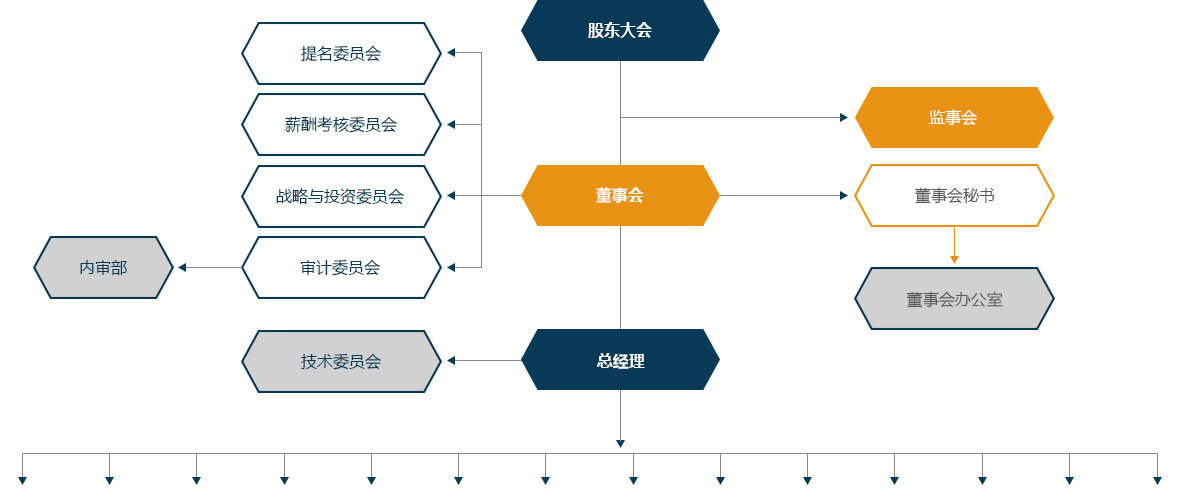 股东大会
提名委员会
监事会
薪酬考核委员会
董事会
战略与投资委员会
董事会秘书
内审部
审计委员会
董事会办公室
技术委员会
总经理